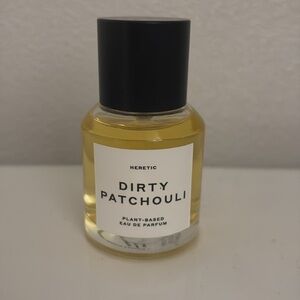 HERETIC
DIRTY
PATCHOULI
PLANT-BASED
EAU DE PARFUM